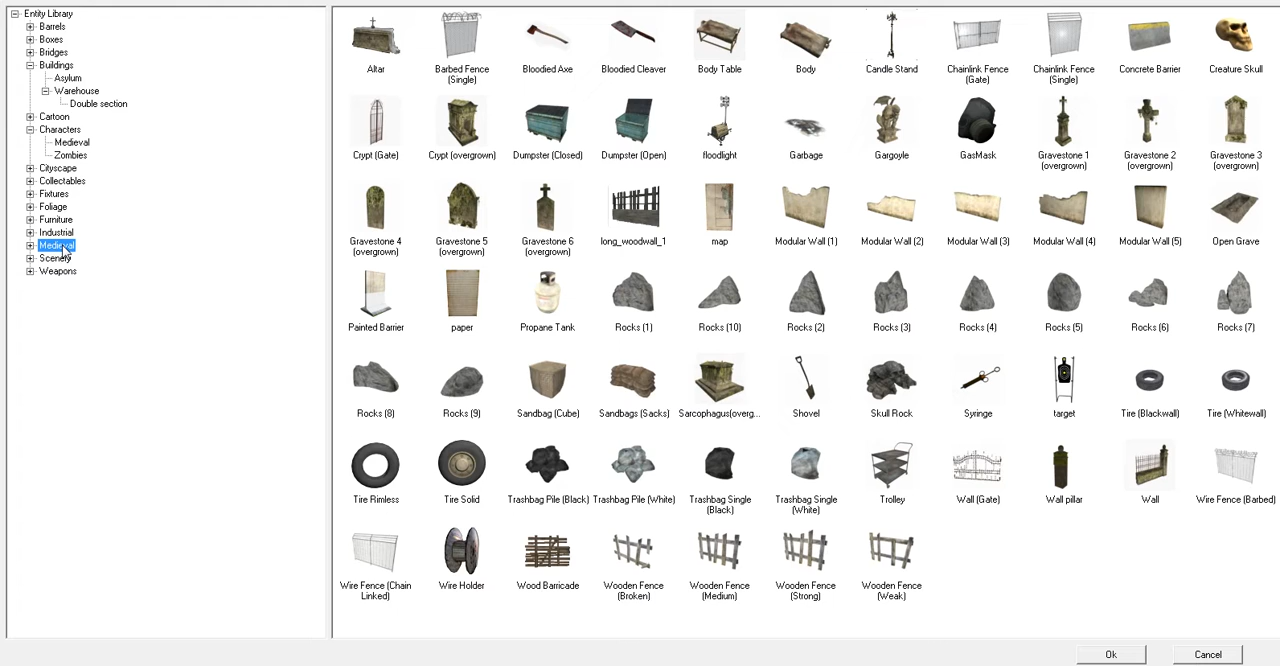 Entity Library
Barrels
Boxes
Bridges
Buildings
Asylum
Warehouse
Double section
Cartoon
Characters
Medieval
Zombies
Cityscape
Collectables
Fixtures
Foliage
Furniture
Industrial
Medieval
Scenery
Weapons
Altar
Barbed Fence
(Single)
Bloodied Axe
Bloodied Cleaver
Body Table
Body
Candle Stand
Chainlink Fence
(Gate)
Chainlink Fence
(Single)
Concrete Barrier
Creature Skull
Crypt (Gate)
Crypt (overgrown)
Dumpster (Closed)
Dumpster (Open)
floodlight
Garbage
Gargoyle
GasMask
Gravestone 1
(overgrown)
Gravestone 2
(overgrown)
Gravestone 3
(overgrown)
Gravestone 4
(overgrown)
Gravestone 5
(overgrown)
Gravestone 6
(overgrown)
long_woodwall_1
map
Modular Wall (1)
Modular Wall (2)
Modular Wall (3)
Modular Wall (4)
Modular Wall (5)
Open Grave
Painted Barrier
paper
Propane Tank
Rocks (1)
Rocks (10)
Rocks (2)
Rocks (3)
Rocks (4)
Rocks (5)
Rocks (6)
Rocks (7)
Rocks (8)
Rocks (9)
Sandbag (Cube)
Sandbags (Sacks)
Sarcophagus(overg...
Shovel
Skull Rock
Syringe
target
Tire (Blackwall)
Tire (Whitewall)
Tire Rimless
Tire Solid
Trashbag Pile (Black)
Trashbag Pile (White)
Trashbag Single
(Black)
Trashbag Single
(White)
Trolley
Wall (Gate)
Wall pillar
Wall
Wire Fence (Barbed)
Wire Fence (Chain
Linked)
Wire Holder
Wood Barricade
Wooden Fence
(Broken)
Wooden Fence
(Medium)
Wooden Fence
(Strong)
Wooden Fence
(Weak)
Ok
Cancel